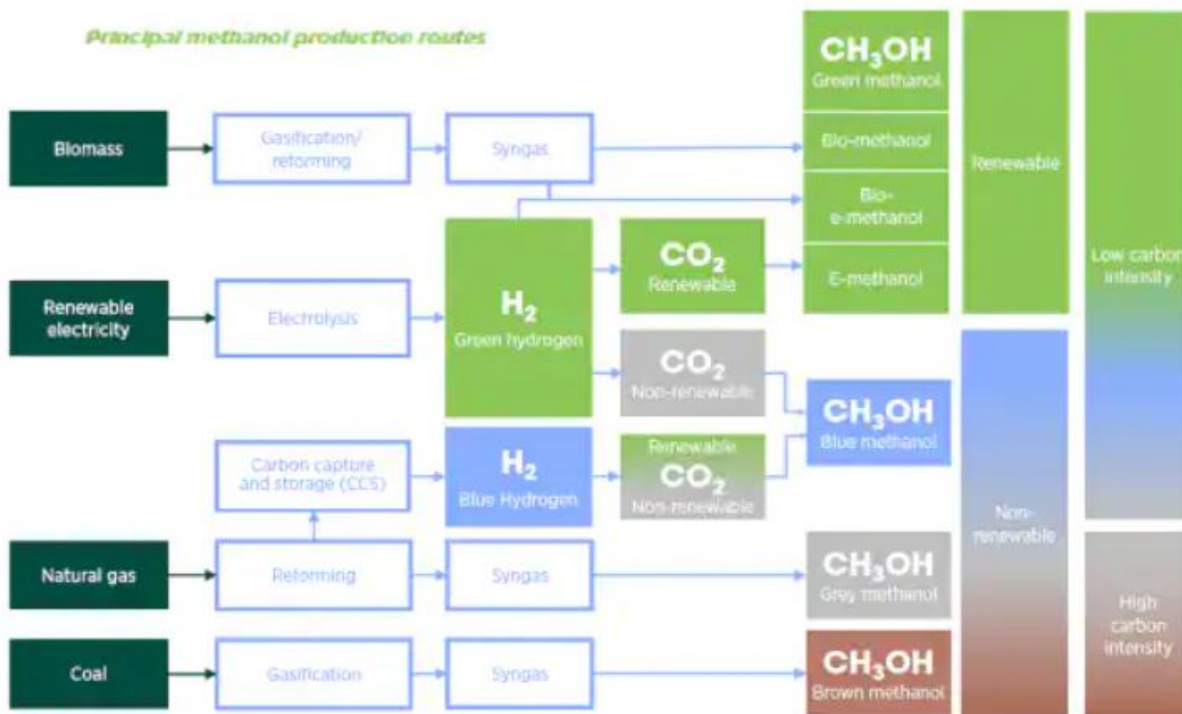 Principal methanol production routes
Biomass
Gasification/
reforming
Syngas
CH₃OH
Green methanol
Bio-methanol
Bio-
e-methanol
E-methanol
Renewable
Low carbon
intensity
Renewable
electricity
Electrolysis
H₂
Green hydrogen
CO₂
Renewable
CO₂
Non-renewable
CH₃OH
Blue methanol
Carbon capture
and storage (CCS)
H₂
Blue Hydrogen
Renewable
CO₂
Non-renewable
Non-
renewable
Natural gas
Reforming
Syngas
CH₃OH
Grey methanol
High
carbon
intensity
Coal
Gasification
Syngas
CH₃OH
Brown methanol